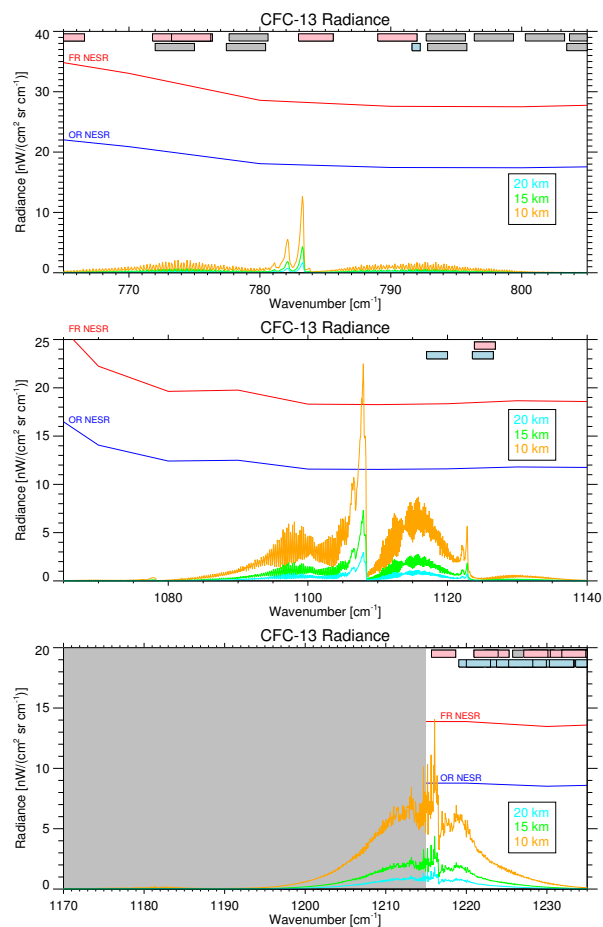 CFC-13 Radiance
40
30
20
10
0
Radiance [nW/(cm² sr cm⁻¹)]
FR NESR
OR NESR
20 km
15 km
10 km
770
780
790
800
Wavenumber [cm⁻¹]
CFC-13 Radiance
25
20
15
10
5
0
Radiance [nW/(cm² sr cm⁻¹)]
FR NESR
OR NESR
20 km
15 km
10 km
1080
1100
1120
1140
Wavenumber [cm⁻¹]
CFC-13 Radiance
20
15
10
5
0
Radiance [nW/(cm² sr cm⁻¹)]
FR NESR
OR NESR
20 km
15 km
10 km
1170
1180
1190
1200
1210
1220
1230
Wavenumber [cm⁻¹]